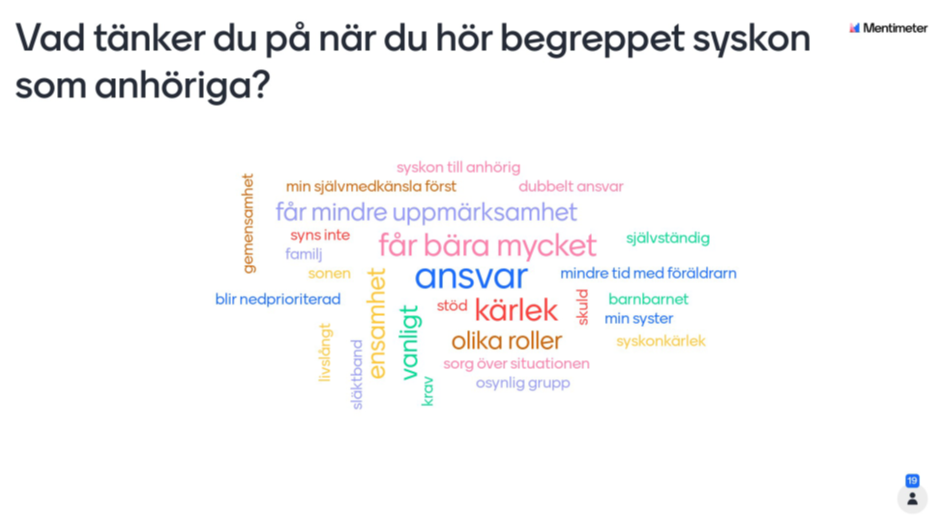 Vad tänker du på när du hör begreppet syskon
som anhöriga?
Mentimeter
syskon till anhörig
min självmedkänsla först
dubbelt ansvar
gemensamhet
får mindre uppmärksamhet
syns inte
får bära mycket
självständig
familj
sonen
ansvar
mindre tid med föräldrarn
blir nedprioriterad
ensamhet
vanligt
stöd
kärlek
skuld
barnbarnet
min syster
livslångt
släktband
olika roller
syskonkärlek
sorg över situationen
krav
osynlig grupp
19